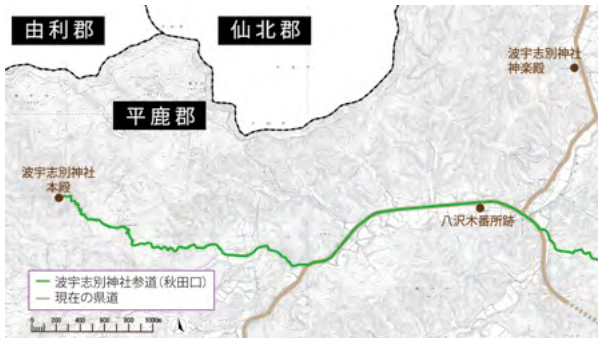 由利郡
仙北郡
平鹿郡
波宇志別神社
神楽殿
波宇志別神社
本殿
八沢木番所跡
波宇志別神社参道(秋田口)
現在の県道
0 200 400 600 800 1000m